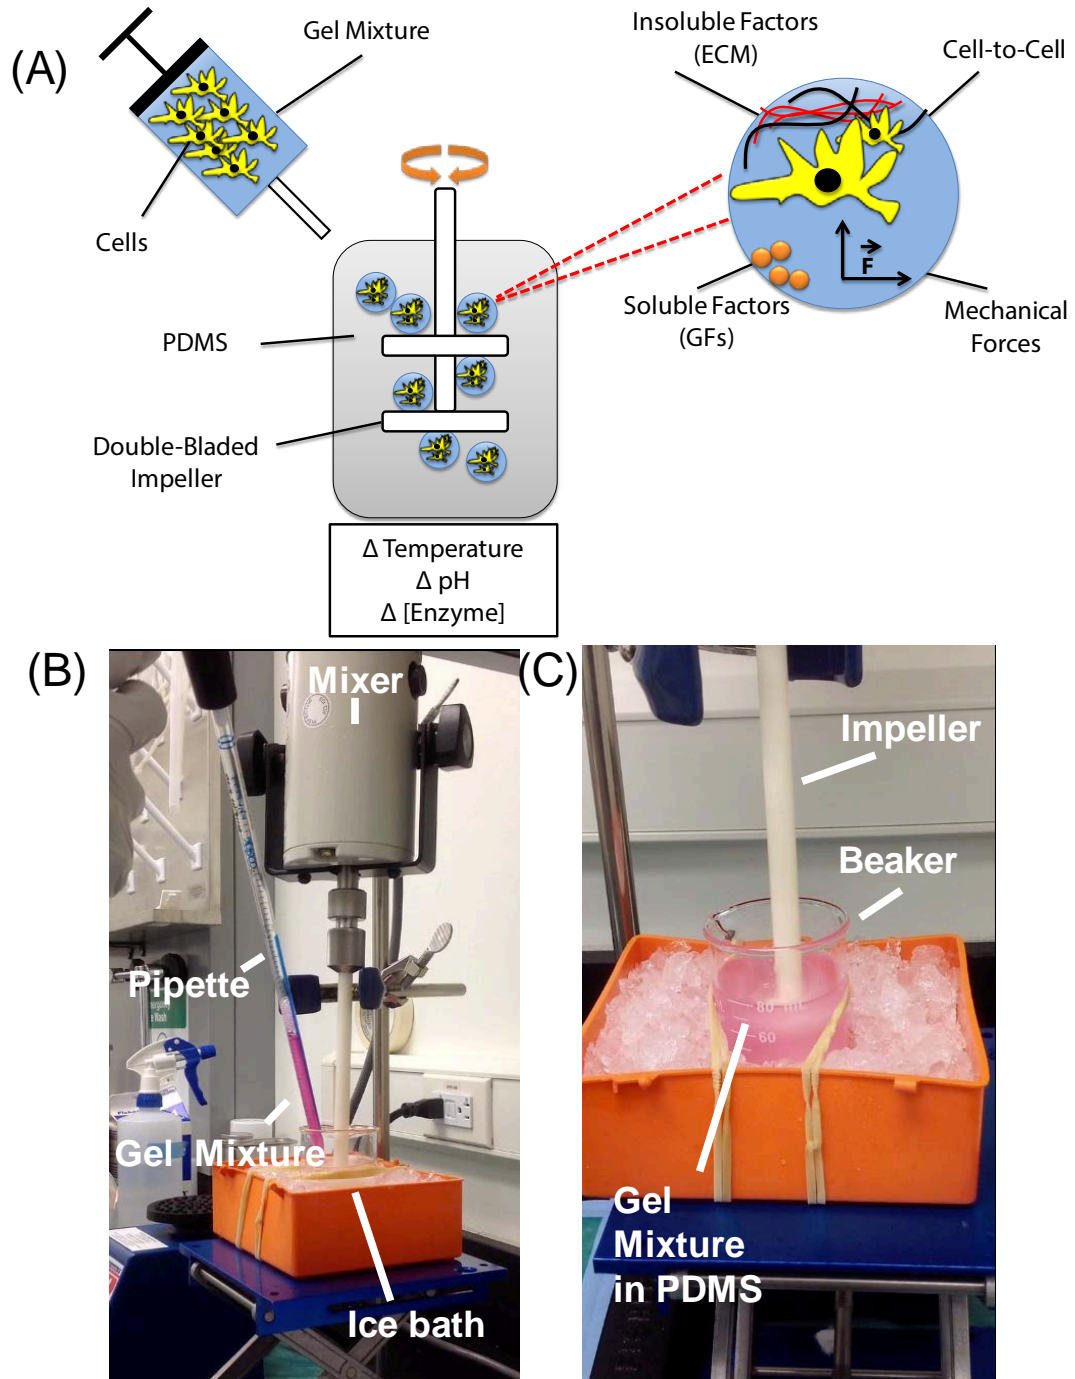 (A)
Gel Mixture
Cells
Insoluble Factors
(ECM)
Cell-to-Cell
PDMS
Soluble Factors
(GFs)
F
Mechanical
Forces
Double-Bladed
Impeller
Δ Temperature
Δ pH
Δ [Enzyme]
(B)
Mixer
Pipette
Gel Mixture
Ice bath
(C)
Impeller
Beaker
80 mL
60
Gel
Mixture
in PDMS